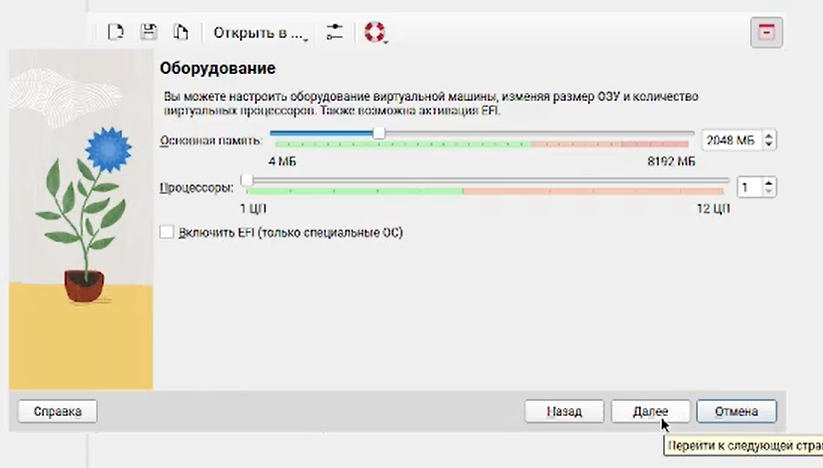 Открыть в ...
Оборудование
Вы можете настроить оборудование виртуальной машины, изменяя размер ОЗУ и количество
виртуальных процессоров. Также возможна активация EFI.
Основная память: 2048 МБ
4 МБ 8192 МБ
Процессоры: 1
1 ЦП 12 ЦП
Включить EFI (только специальные ОС)
Справка Назад Далее Отмена
Перейти к следующей стра